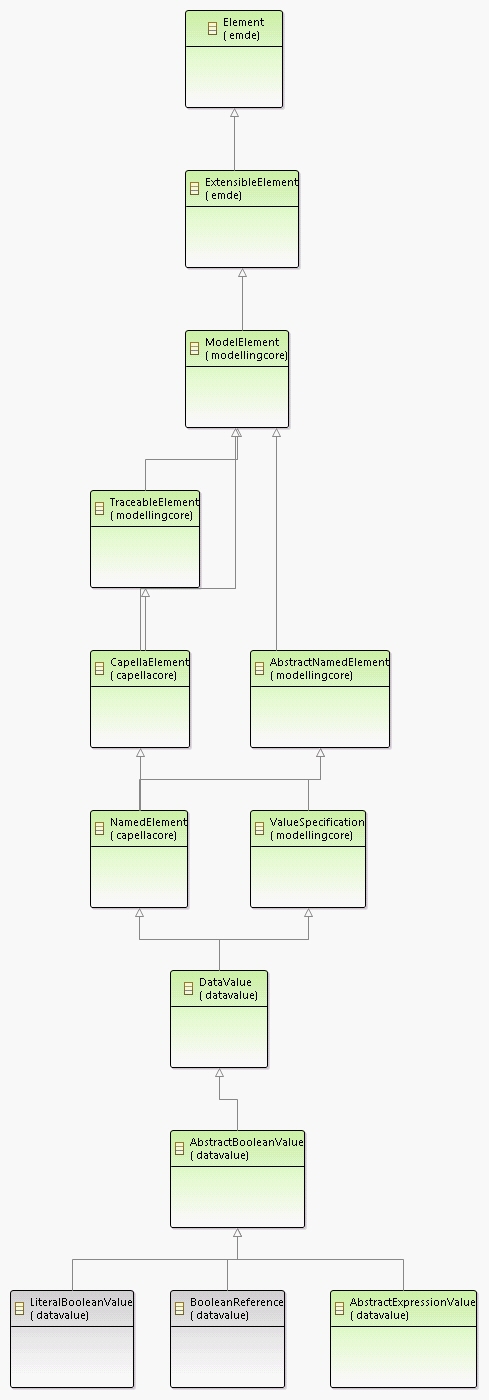 Element
( emde)
ExtensibleElement
( emde)
ModelElement
( modellingcore)
TraceableElement
( modellingcore)
CapellaElement
( capellacore)
AbstractNamedElement
( modellingcore)
NamedElement
( capellacore)
ValueSpecification
( modellingcore)
DataValue
( datavalue)
AbstractBooleanValue
( datavalue)
LiteralBooleanValue
( datavalue)
BooleanReference
( datavalue)
AbstractExpressionValue
( datavalue)